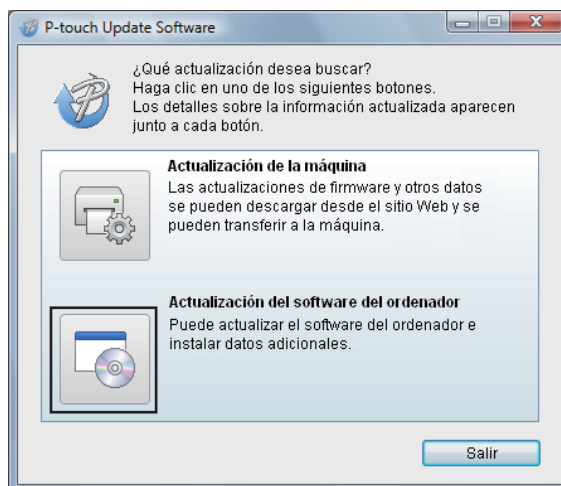 P-touch Update Software
¿Qué actualización desea buscar?
Haga clic en uno de los siguientes botones.
Los detalles sobre la información actualizada aparecen
junto a cada botón.
Actualización de la máquina
Las actualizaciones de firmware y otros datos
se pueden descargar desde el sitio Web y se
pueden transferir a la máquina.
Actualización del software del ordenador
Puede actualizar el software del ordenador e
instalar datos adicionales.
Salir